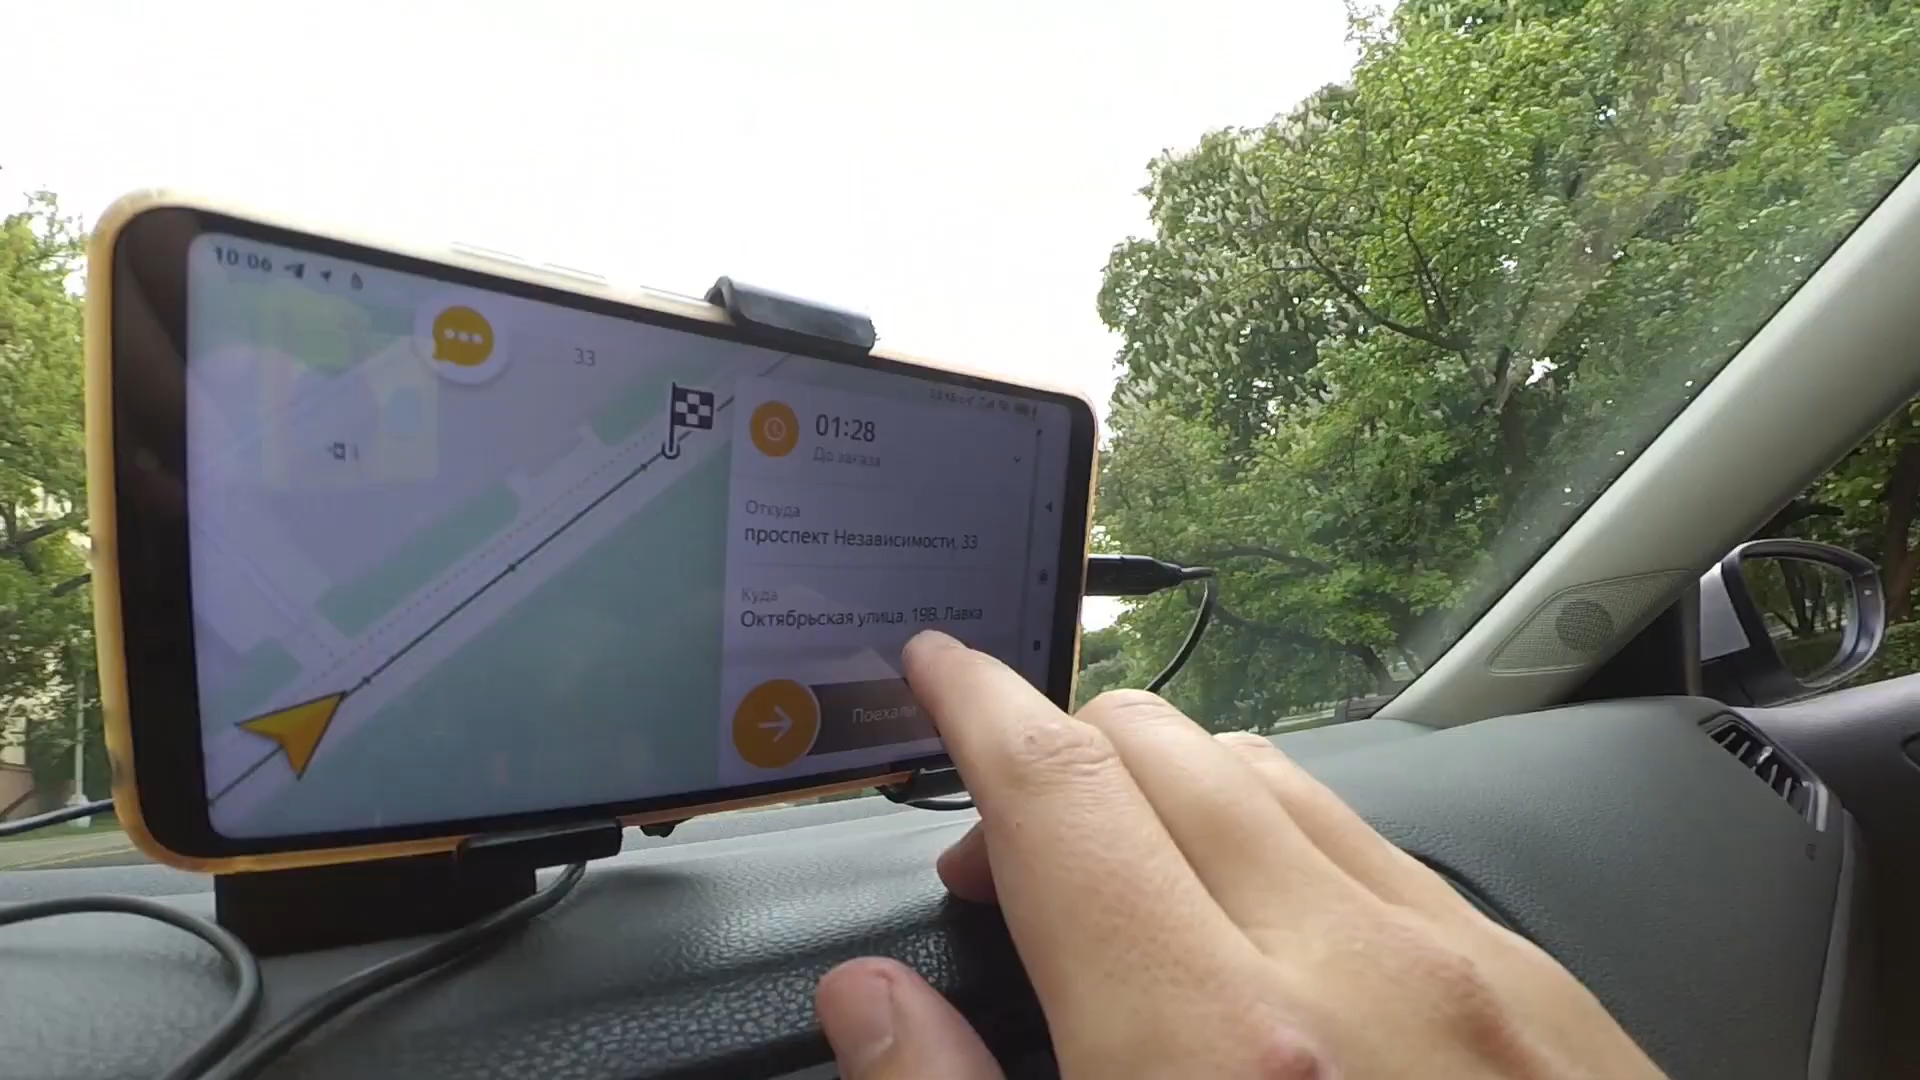 10:06
33
01:28
До заказа
Откуда
проспект Независимости, 33
Куда
Октябрьская улица, 19В, Лавка
Поехали